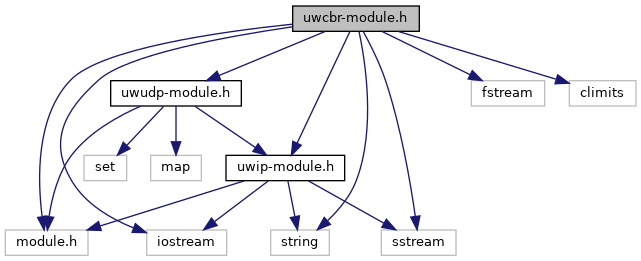 uwcbr-module.h
uwudp-module.h
fstream
climits
set
map
uwip-module.h
module.h
iostream
string
sstream